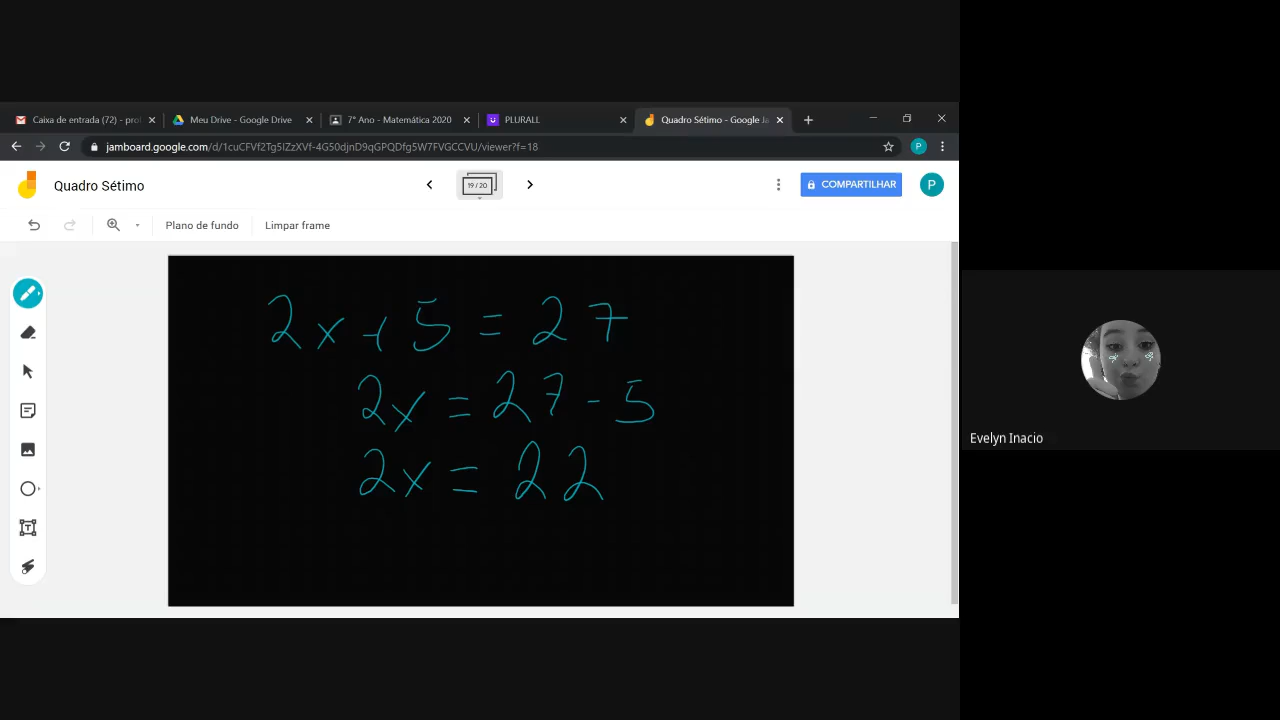 Caixa de entrada (72) - pro
Meu Drive - Google Drive
7° Ano - Matemática 2020
PLURALL
Quadro Sétimo - Google Ja
jamboard.google.com/d/1cuCFVf2Tg5IZzXVf-4G50djnD9qGPQDfg5W7FVGCCVU/viewer?f=18
P
Quadro Sétimo
19 / 20
COMPARTILHAR
P
Plano de fundo
Limpar frame
2x + 5 = 27
2x = 27 - 5
2x = 22
Evelyn Inacio